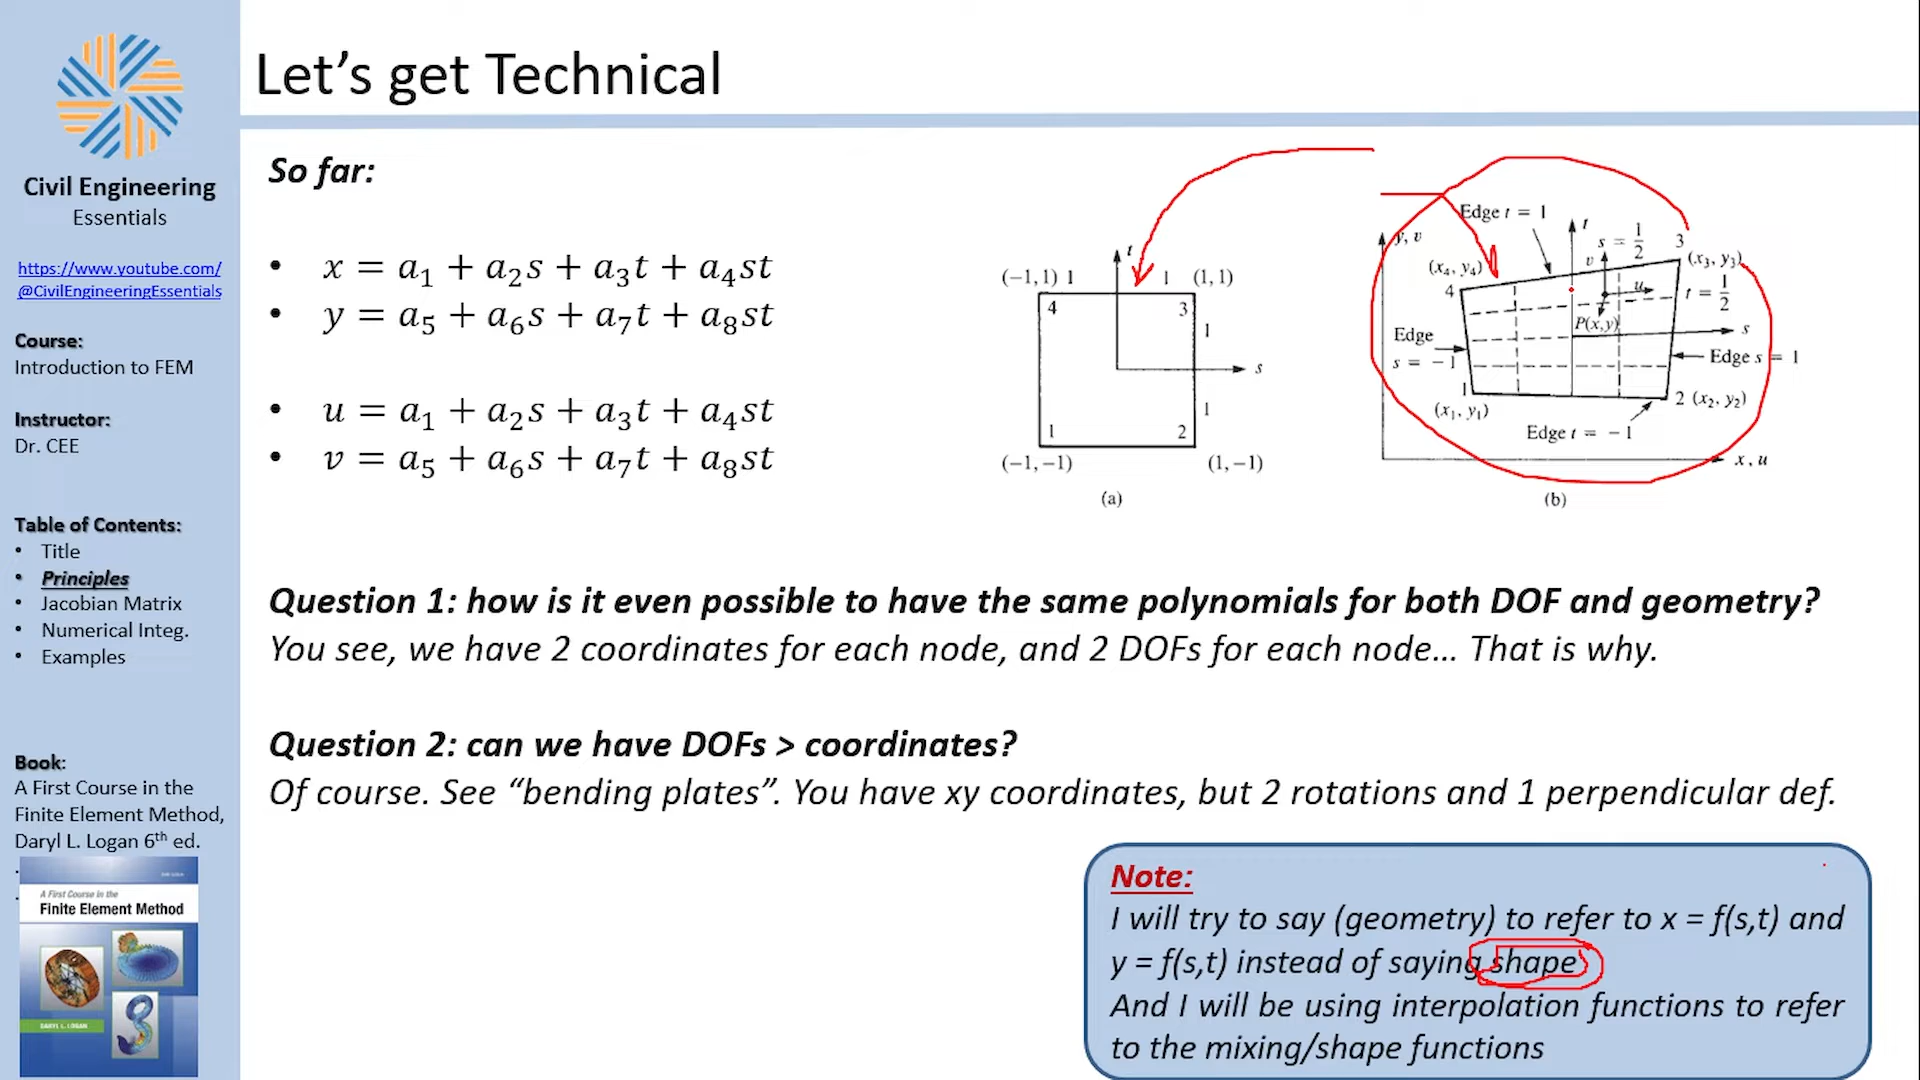 Let's get Technical
Civil Engineering
Essentials
https://www.youtube.com/
@CivilEngineeringEssentials
Course:
Introduction to FEM
Instructor:
Dr. CEE
Table of Contents:
• Title
• Principles
• Jacobian Matrix
• Numerical Integ.
• Examples
Book:
A First Course in the
Finite Element Method,
Daryl L. Logan 6th ed.
A First Course in the
Finite Element Method
DARYL L. LOGAN
So far:
• x = a₁ + a₂s + a₃t + a₄st
• y = a₅ + a₆s + a₇t + a₈st
• u = a₁ + a₂s + a₃t + a₄st
• v = a₅ + a₆s + a₇t + a₈st
t
(−1, 1) 1 1 (1, 1)
4 3
1
s
1
1 2
(−1, −1) (1, −1)
(a)
Edge t = 1
t
s = 1/2
3
y, v
v
(x₃, y₃)
(x₄, y₄)
4
u
t = 1/2
P(x, y)
s
Edge
s = −1
Edge s = 1
1
(x₁, y₁)
2 (x₂, y₂)
Edge t = −1
x, u
(b)
Question 1: how is it even possible to have the same polynomials for both DOF and geometry?
You see, we have 2 coordinates for each node, and 2 DOFs for each node… That is why.
Question 2: can we have DOFs > coordinates?
Of course. See “bending plates”. You have xy coordinates, but 2 rotations and 1 perpendicular def.
Note:
I will try to say (geometry) to refer to x = f(s,t) and
y = f(s,t) instead of saying shape
And I will be using interpolation functions to refer
to the mixing/shape functions